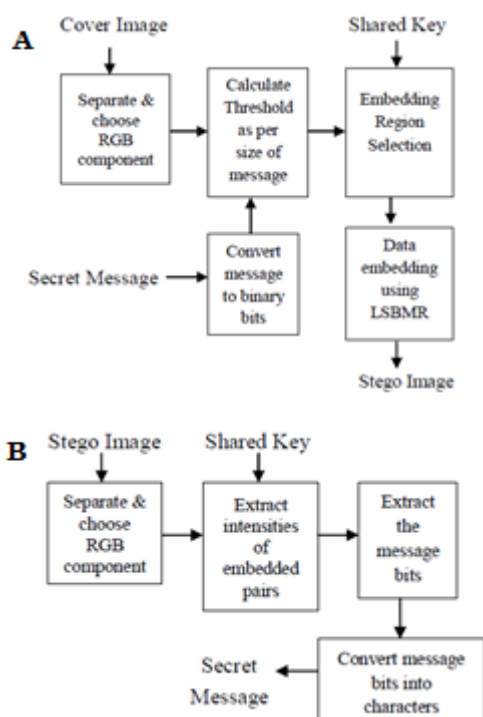 A
Cover Image
Shared Key
Separate &
choose
RGB
component
Calculate
Threshold
as per
size of
message
Embedding
Region
Selection
Secret Message
Convert
message
to binary
bits
Data
embedding
using
LSBMR
Stego Image
B
Stego Image
Shared Key
Separate &
choose
RGB
component
Extract
intensities
of
embedded
pairs
Extract
the
message
bits
Secret
Message
Convert message
bits into
characters